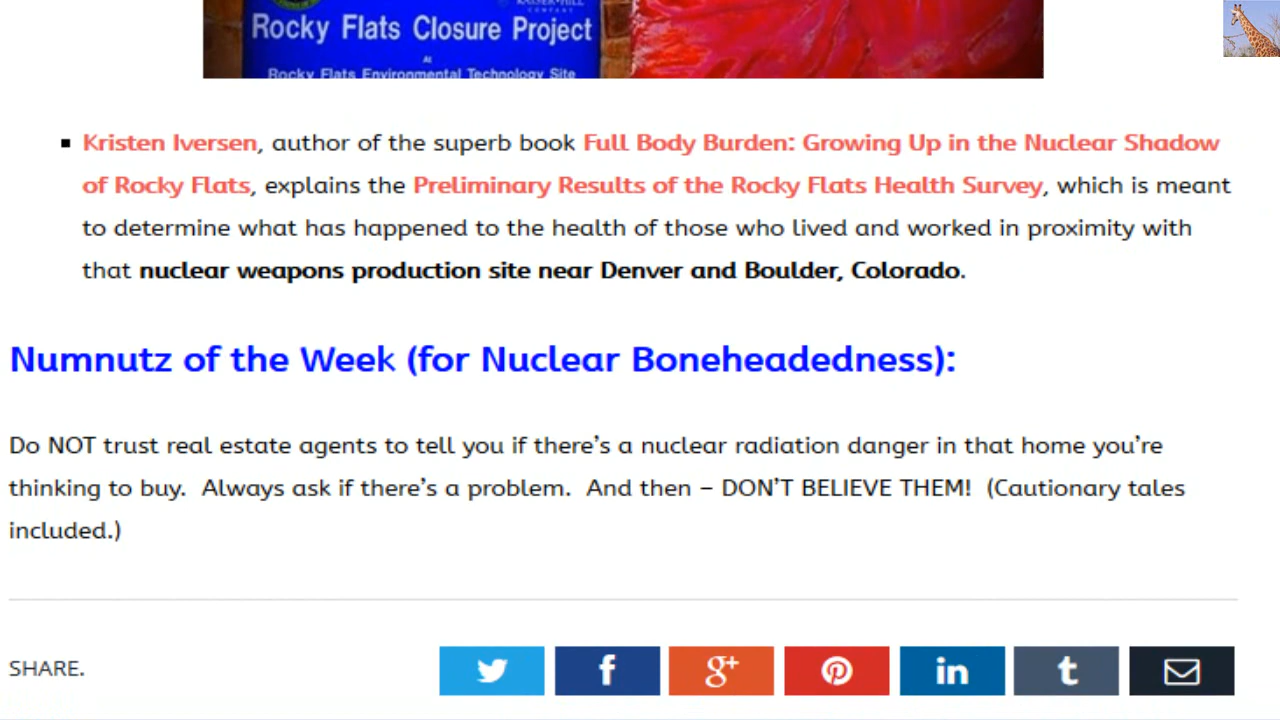 Rocky Flats Closure Project
At
Rocky Flats Environmental Technology Site
Kristen Iversen, author of the superb book Full Body Burden: Growing Up in the Nuclear Shadow
of Rocky Flats, explains the Preliminary Results of the Rocky Flats Health Survey, which is meant
to determine what has happened to the health of those who lived and worked in proximity with
that nuclear weapons production site near Denver and Boulder, Colorado.
Numnutz of the Week (for Nuclear Boneheadedness):
Do NOT trust real estate agents to tell you if there’s a nuclear radiation danger in that home you’re
thinking to buy.  Always ask if there’s a problem.  And then – DON’T BELIEVE THEM!  (Cautionary tales
included.)
SHARE.